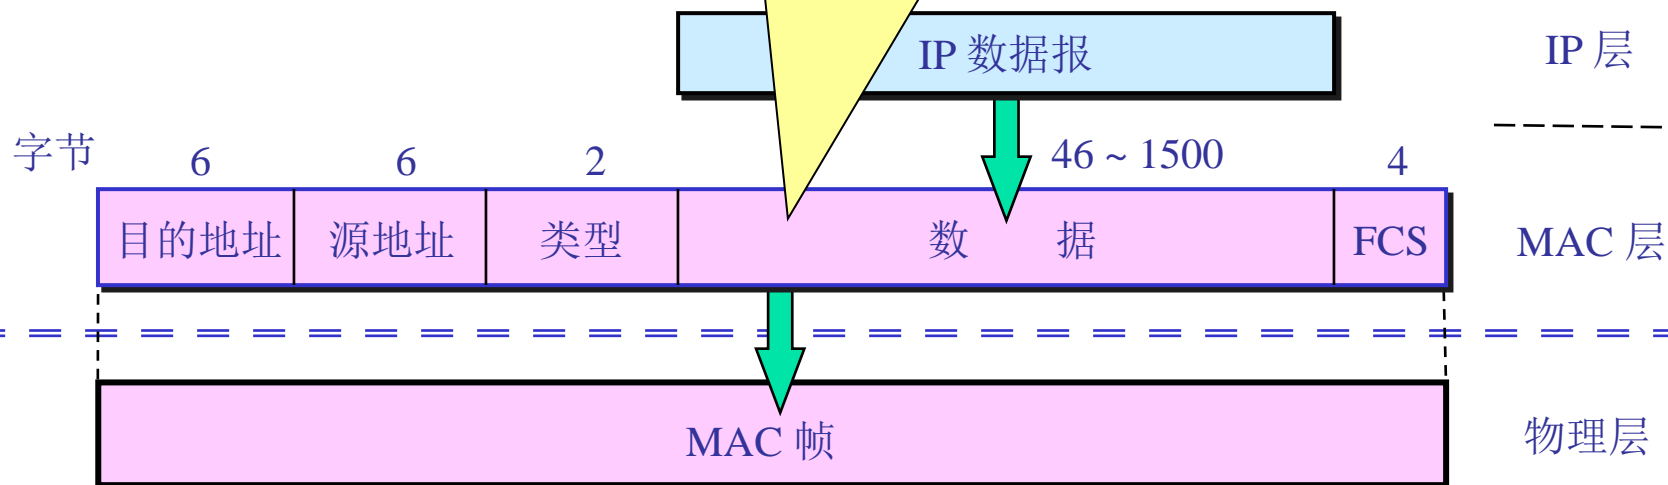 IP 数据报
IP 层
字节
6
6
2
46 ~ 1500
4
目的地址
源地址
类型
数 据
FCS
MAC 层
MAC 帧
物理层